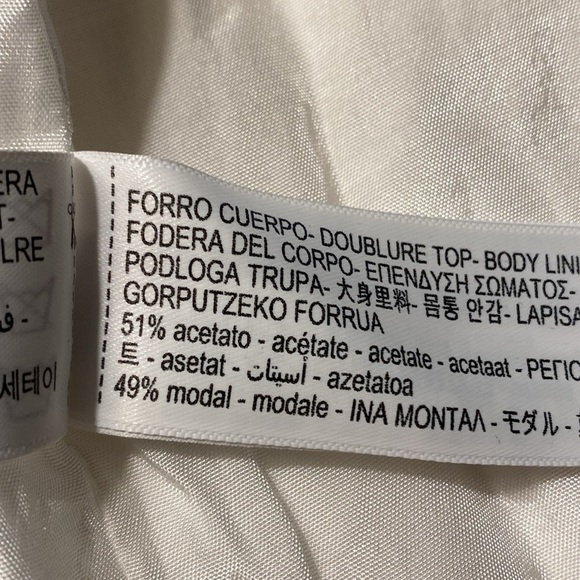 ERA
T-
LRE
세테이
FORRO CUERPO- DOUBLURE TOP- BODY LINI
FODERA DEL CORPO- ΕΠΕΝΔΥΣΗ ΣΩΜΑΤΟΣ-
PODLOGA TRUPA- 大身里料- 몸통 안감- LAPISA
GORPUTZEKO FORRUA
51% acetato - acétate - acetate - acetaat - ΡΕΓΙΟ
트 - asetat - أسيتات - azetatoa
49% modal - modale - ΙΝΑ ΜΟΝΤΑΛ - モダル -